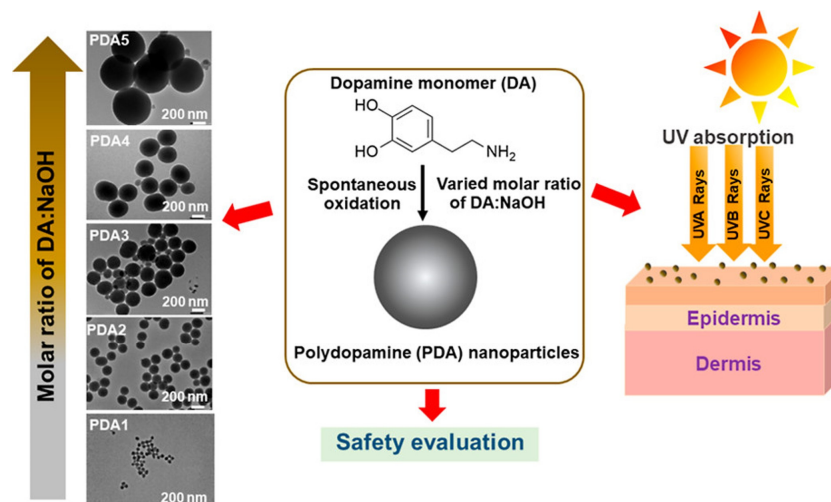 Molar ratio of DA:NaOH
PDA5
200 nm
PDA4
200 nm
PDA3
200 nm
PDA2
200 nm
PDA1
200 nm
Dopamine monomer (DA)
HO
HO
NH₂
Spontaneous
oxidation
Varied molar ratio
of DA:NaOH
Polydopamine (PDA) nanoparticles
Safety evaluation
UV absorption
UVA Rays
UVB Rays
UVC Rays
Epidermis
Dermis